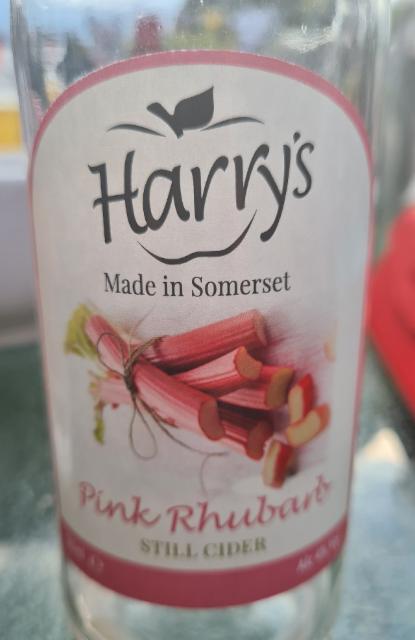 Harry's
Made in Somerset
Pink Rhubarb
STILL CIDER